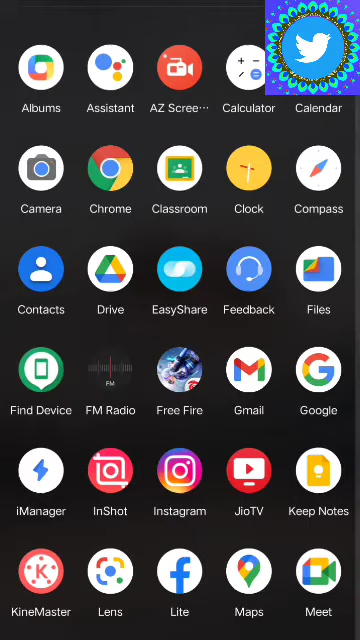 Albums Assistant AZ Scree··· Calculator Calendar
Camera Chrome Classroom Clock Compass
Contacts Drive EasyShare Feedback Files
FM
Find Device FM Radio Free Fire Gmail Google
iManager InShot Instagram JioTV Keep Notes
KineMaster Lens Lite Maps Meet